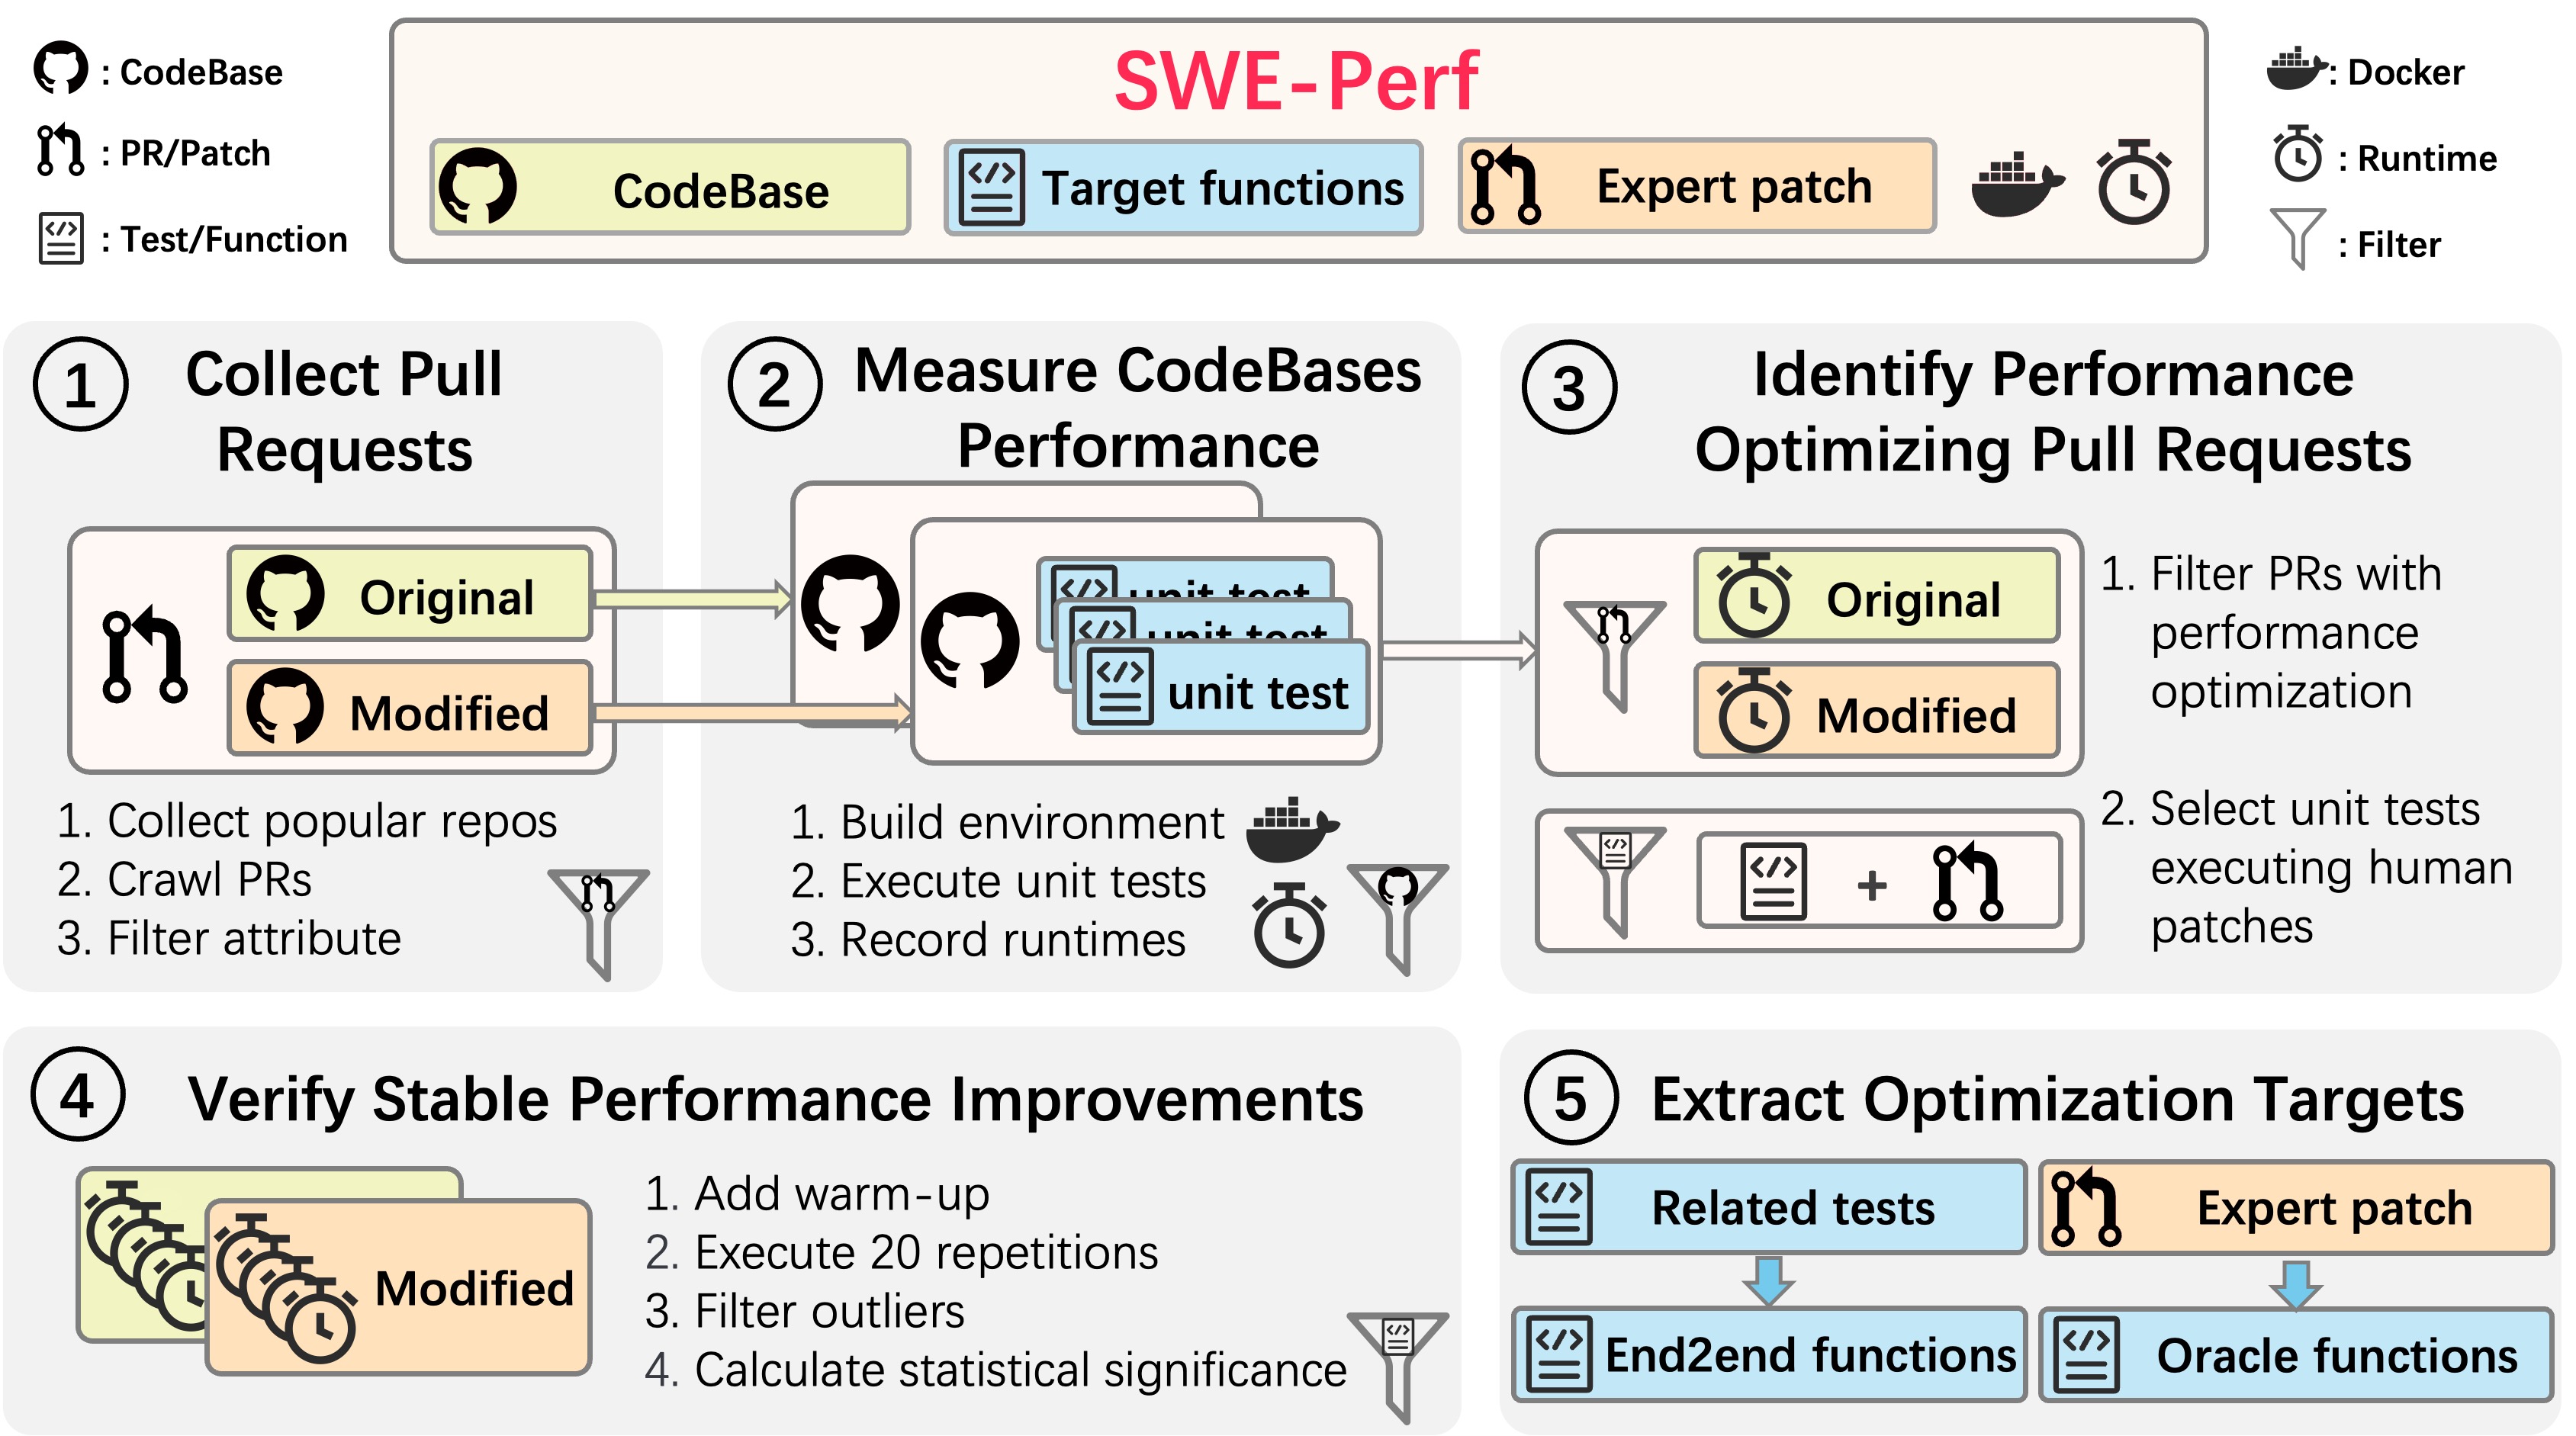 : CodeBase
: PR/Patch
: Test/Function
SWE-Perf
CodeBase
Target functions
Expert patch
: Docker
: Runtime
: Filter
1
Collect Pull
Requests
Original
Modified
1. Collect popular repos
2. Crawl PRs
3. Filter attribute
2
Measure CodeBases
Performance
unit test
unit test
unit test
1. Build environment
2. Execute unit tests
3. Record runtimes
3
Identify Performance
Optimizing Pull Requests
Original
Modified
1. Filter PRs with
performance
optimization
+
2. Select unit tests
executing human
patches
4
Verify Stable Performance Improvements
Modified
1. Add warm-up
2. Execute 20 repetitions
3. Filter outliers
4. Calculate statistical significance
5
Extract Optimization Targets
Related tests
Expert patch
End2end functions
Oracle functions